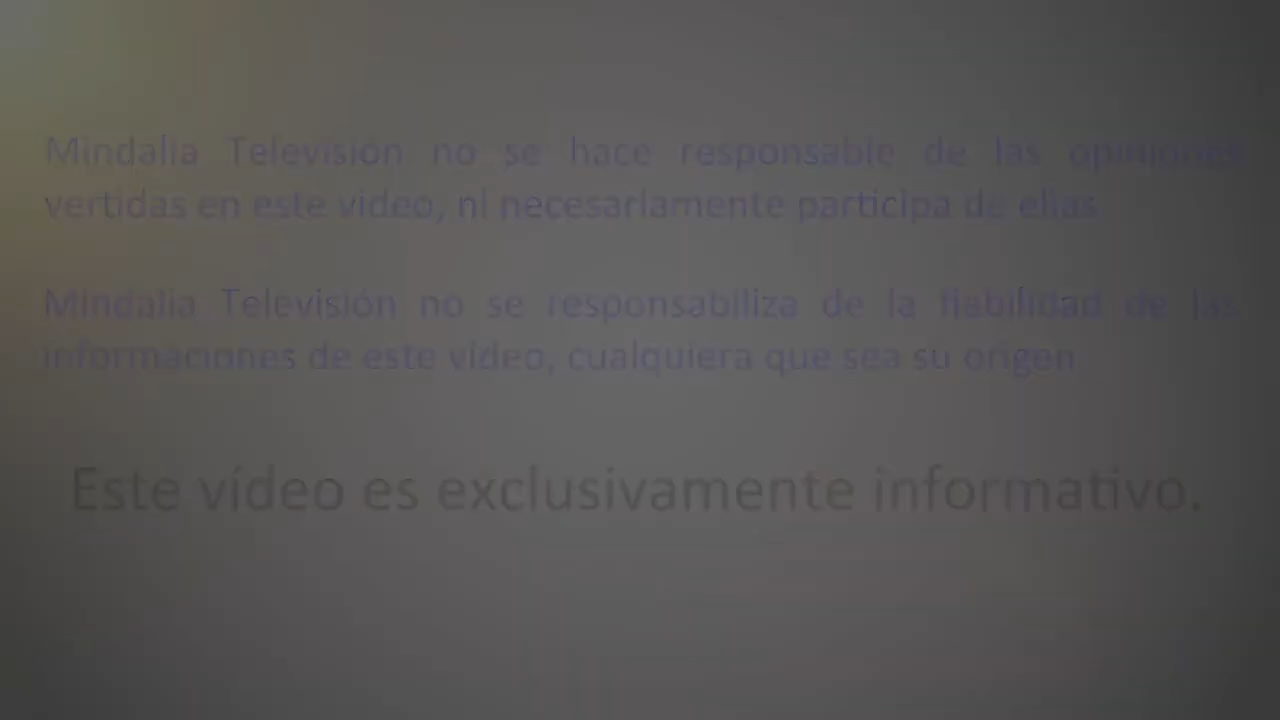 Mindalia Televisión no se hace responsable de las opiniones
vertidas en este video, ni necesariamente participa de ellas
Mindalia Televisión no se responsabiliza de la fiabilidad de las
informaciones de este vídeo, cualquiera que sea su origen
Este vídeo es exclusivamente informativo.